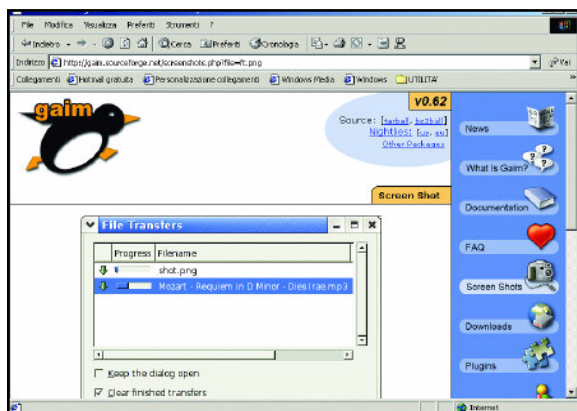 File Modifica Visualizza Preferiti Strumenti ?
Indietro Cerca Preferiti Cronologia
Indirizzo http://gaim.sourceforge.net/screenshots.php?file=ft.png Vai
Collegamenti Hotmail gratuita Personalizzazione collegamenti Windows Media Windows UTILITA'
gaim
v0.62
Source: [tarball, bz2ball]
Nightlies:
Other Packages
Screen Shot
News
What Is Gaim?
Documentation
FAQ
Screen Shots
Downloads
Plugins
File Transfers
Progress Filename
shot.png
Mozart - Requiem in D Minor - Dies Irae.mp3
Keep the dialog open
Clear finished transfers
Internet